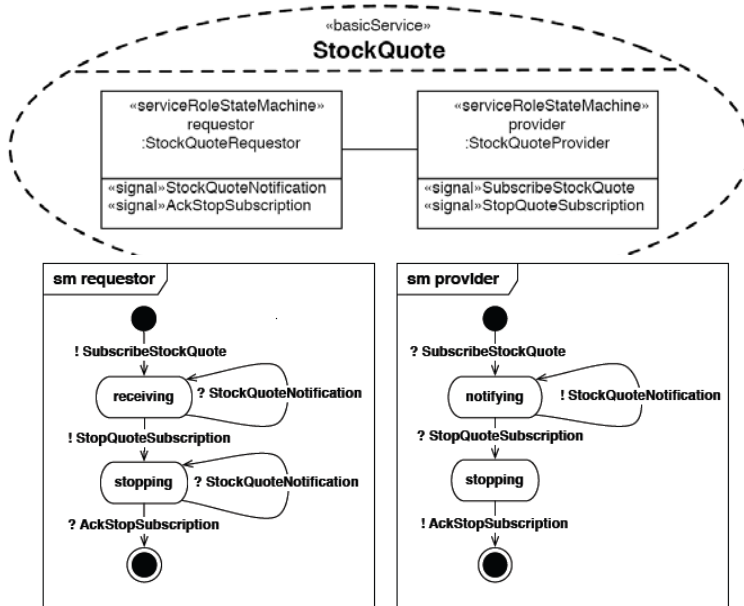 «basicService»
StockQuote
«serviceRoleStateMachine»
requestor
:StockQuoteRequestor
«signal»StockQuoteNotification
«signal»AckStopSubscription
«serviceRoleStateMachine»
provider
:StockQuoteProvider
«signal»SubscribeStockQuote
«signal»StopQuoteSubscription
sm requestor
! SubscribeStockQuote
receiving
? StockQuoteNotification
! StopQuoteSubscription
stopping
? StockQuoteNotification
? AckStopSubscription
sm provider
? SubscribeStockQuote
notifying
! StockQuoteNotification
? StopQuoteSubscription
stopping
! AckStopSubscription